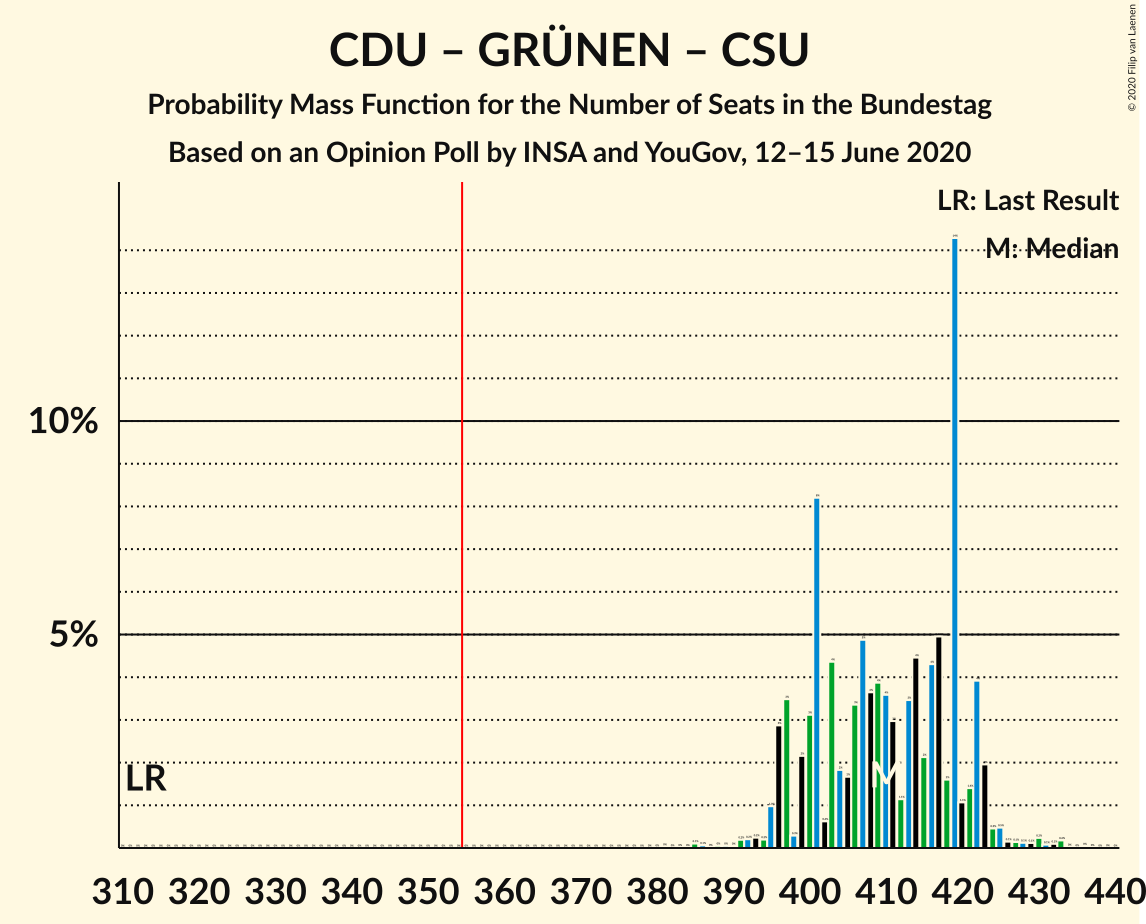 CDU – GRÜNEN – CSU
Probability Mass Function for the Number of Seats in the Bundestag
Based on an Opinion Poll by INSA and YouGov, 12–15 June 2020
© 2020 Filip van Laenen
LR: Last Result
M: Median
10%
5%
LR
M
310 320 330 340 350 360 370 380 390 400 410 420 430 440